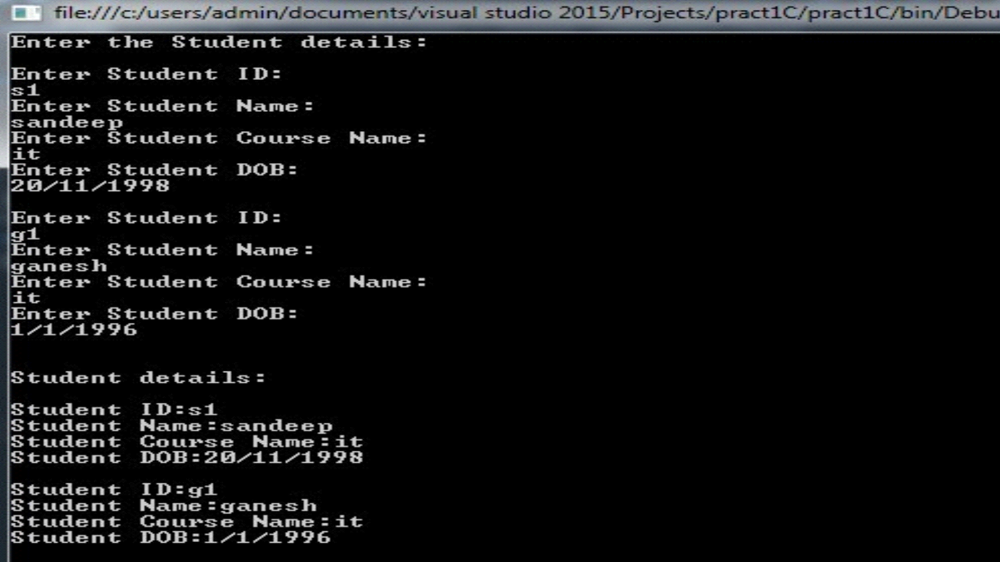 file:///c:/users/admin/documents/visual studio 2015/Projects/pract1C/pract1C/bin/Debu
Enter the Student details:
Enter Student ID:
s1
Enter Student Name:
sandeep
Enter Student Course Name:
it
Enter Student DOB:
20/11/1998
Enter Student ID:
g1
Enter Student Name:
ganesh
Enter Student Course Name:
it
Enter Student DOB:
1/1/1996
Student details:
Student ID:s1
Student Name:sandeep
Student Course Name:it
Student DOB:20/11/1998
Student ID:g1
Student Name:ganesh
Student Course Name:it
Student DOB:1/1/1996